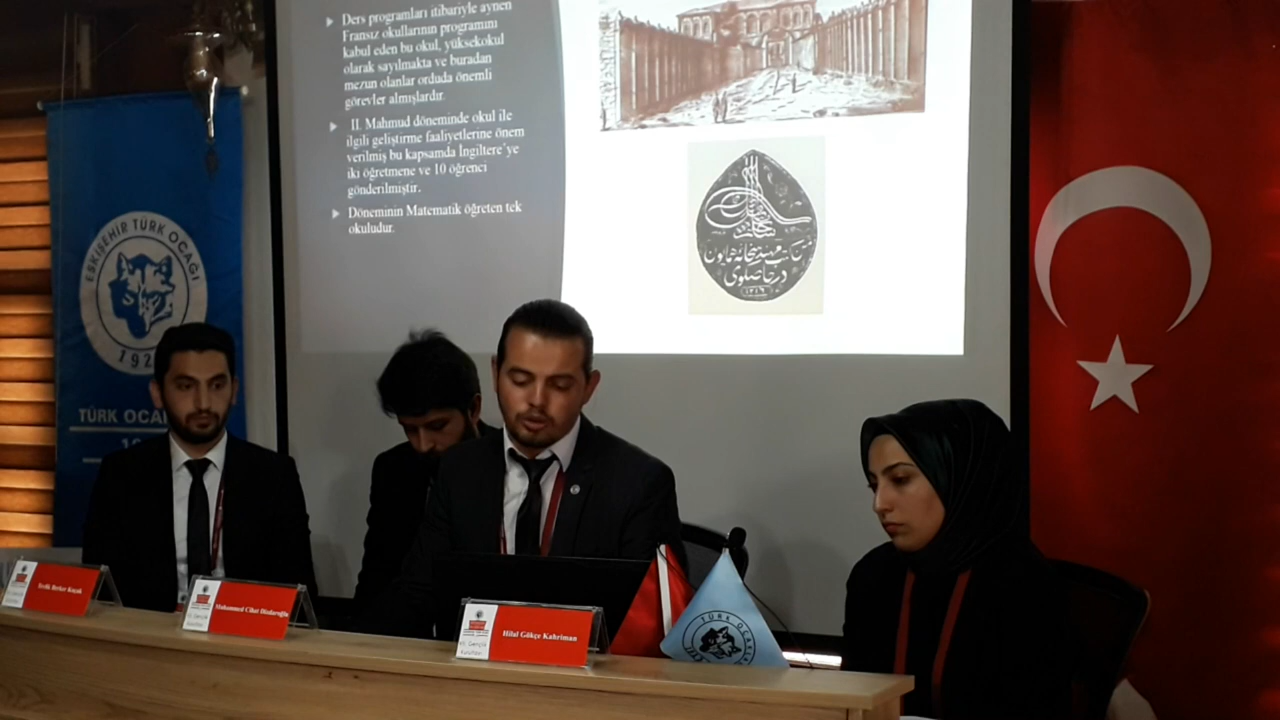 Ders programları itibariyle aynen
Fransız okullarının programını
kabul eden bu okul, yüksekokul
olarak sayılmakta ve buradan
mezun olanlar orduda önemli
görevler almışlardır.
II. Mahmud döneminde okul ile
ilgili geliştirme faaliyetlerine önem
verilmiş bu kapsamda İngiltere'ye
iki öğretmene ve 10 öğrenci
gönderilmiştir.
Döneminin Matematik öğreten tek
okuludur.
ESKİŞEHİR TÜRK OCAĞI
192
TÜRK OCA
Muhammed Cihat Dindaroğlu
Hilal Gökçe Kahriman
TÜRK OCAKLA